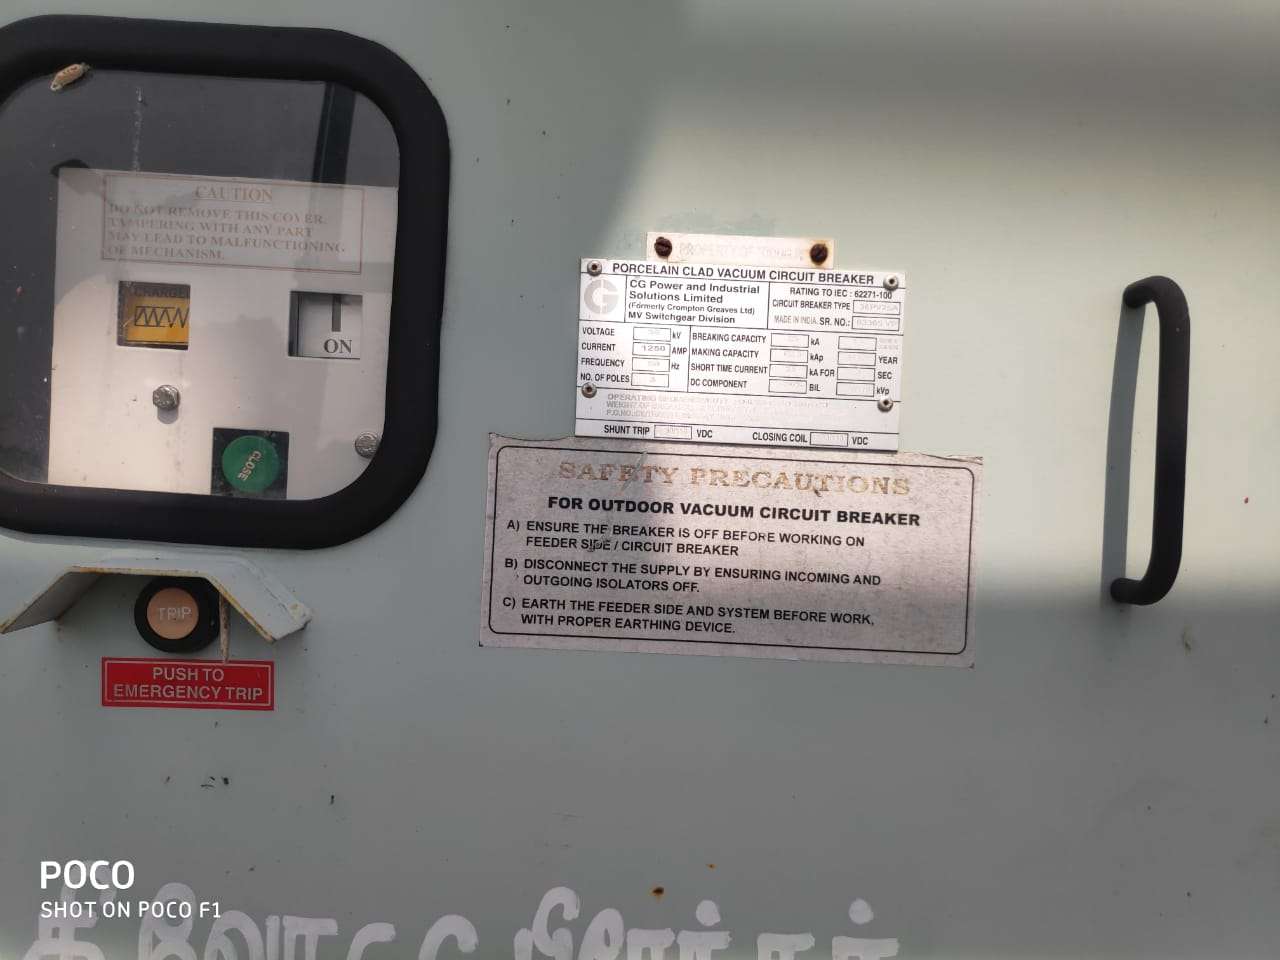 CAUTION
DO NOT REMOVE THIS COVER.
TAMPERING WITH ANY PART
MAY LEAD TO MALFUNCTIONING
OF MECHANISM.
CHARGED
ON
CLOSE
TRIP
PUSH TO
EMERGENCY TRIP
PROPERTY OF
PORCELAIN CLAD VACUUM CIRCUIT BREAKER
G
CG Power and Industrial
Solutions Limited
(Formerly Crompton Greaves Ltd)
MV Switchgear Division
RATING TO IEC : 62271-100
CIRCUIT BREAKER TYPE
MADE IN INDIA. SR. NO.:
VOLTAGE kV
CURRENT 1250 AMP
FREQUENCY Hz
NO. OF POLES 3
BREAKING CAPACITY kA
MAKING CAPACITY kAp YEAR
SHORT TIME CURRENT kA FOR SEC
DC COMPONENT BIL kVp
SHUNT TRIP VDC CLOSING COIL VDC
SAFETY PRECAUTIONS
FOR OUTDOOR VACUUM CIRCUIT BREAKER
A) ENSURE THE BREAKER IS OFF BEFORE WORKING ON
FEEDER SIDE / CIRCUIT BREAKER
B) DISCONNECT THE SUPPLY BY ENSURING INCOMING AND
OUTGOING ISOLATORS OFF.
C) EARTH THE FEEDER SIDE AND SYSTEM BEFORE WORK,
WITH PROPER EARTHING DEVICE.
POCO
SHOT ON POCO F1